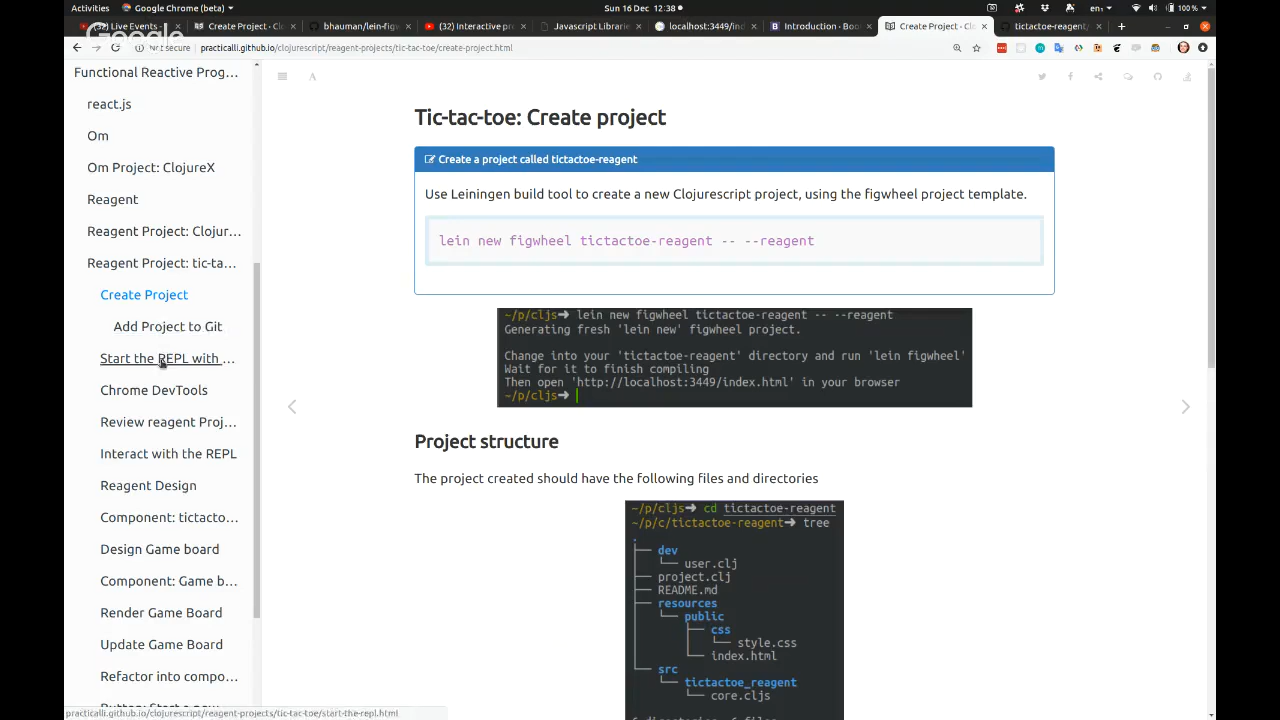 Activities
Google Chrome (beta)
Sun 16 Dec, 12:38
en
100 %
Live Events -
Create Project · Cl
bhauman/lein-figw
(32) Interactive pre
Javascript Librarie
localhost:3449/ind
Introduction · Boo
Create Project · Cl
tictactoe-reagent/
Google
Not secure
practicalli.github.io/clojurescript/reagent-projects/tic-tac-toe/create-project.html
Functional Reactive Prog...
react.js
Om
Om Project: ClojureX
Reagent
Reagent Project: Clojur...
Reagent Project: tic-ta...
Create Project
Add Project to Git
Start the REPL with ...
Chrome DevTools
Review reagent Proj...
Interact with the REPL
Reagent Design
Component: tictacto...
Design Game board
Component: Game b...
Render Game Board
Update Game Board
Refactor into compo...
practicalli.github.io/clojurescript/reagent-projects/tic-tac-toe/start-the-repl.html
A
Tic-tac-toe: Create project
Create a project called tictactoe-reagent
Use Leiningen build tool to create a new Clojurescript project, using the figwheel project template.
lein new figwheel tictactoe-reagent -- --reagent
~/p/cljs➜ lein new figwheel tictactoe-reagent -- --reagent
Generating fresh 'lein new' figwheel project.
Change into your 'tictactoe-reagent' directory and run 'lein figwheel'
Wait for it to finish compiling
Then open 'http://localhost:3449/index.html' in your browser
~/p/cljs➜
Project structure
The project created should have the following files and directories
~/p/cljs➜ cd tictactoe-reagent
~/p/c/tictactoe-reagent➜ tree
.
├── dev
│   └── user.clj
├── project.clj
├── README.md
├── resources
│   └── public
│       ├── css
│       │   └── style.css
│       └── index.html
└── src
    └── tictactoe_reagent
        └── core.cljs